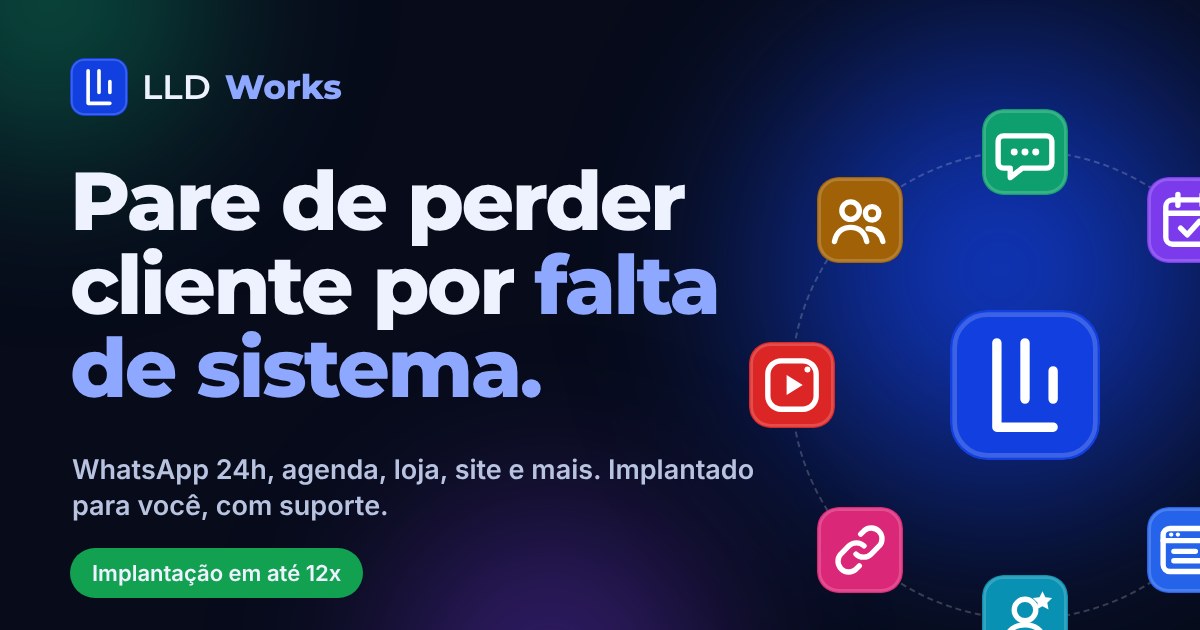 LLD Works
Pare de perder
cliente por falta
de sistema.
WhatsApp 24h, agenda, loja, site e mais. Implantado
para você, com suporte.
Implantação em até 12x